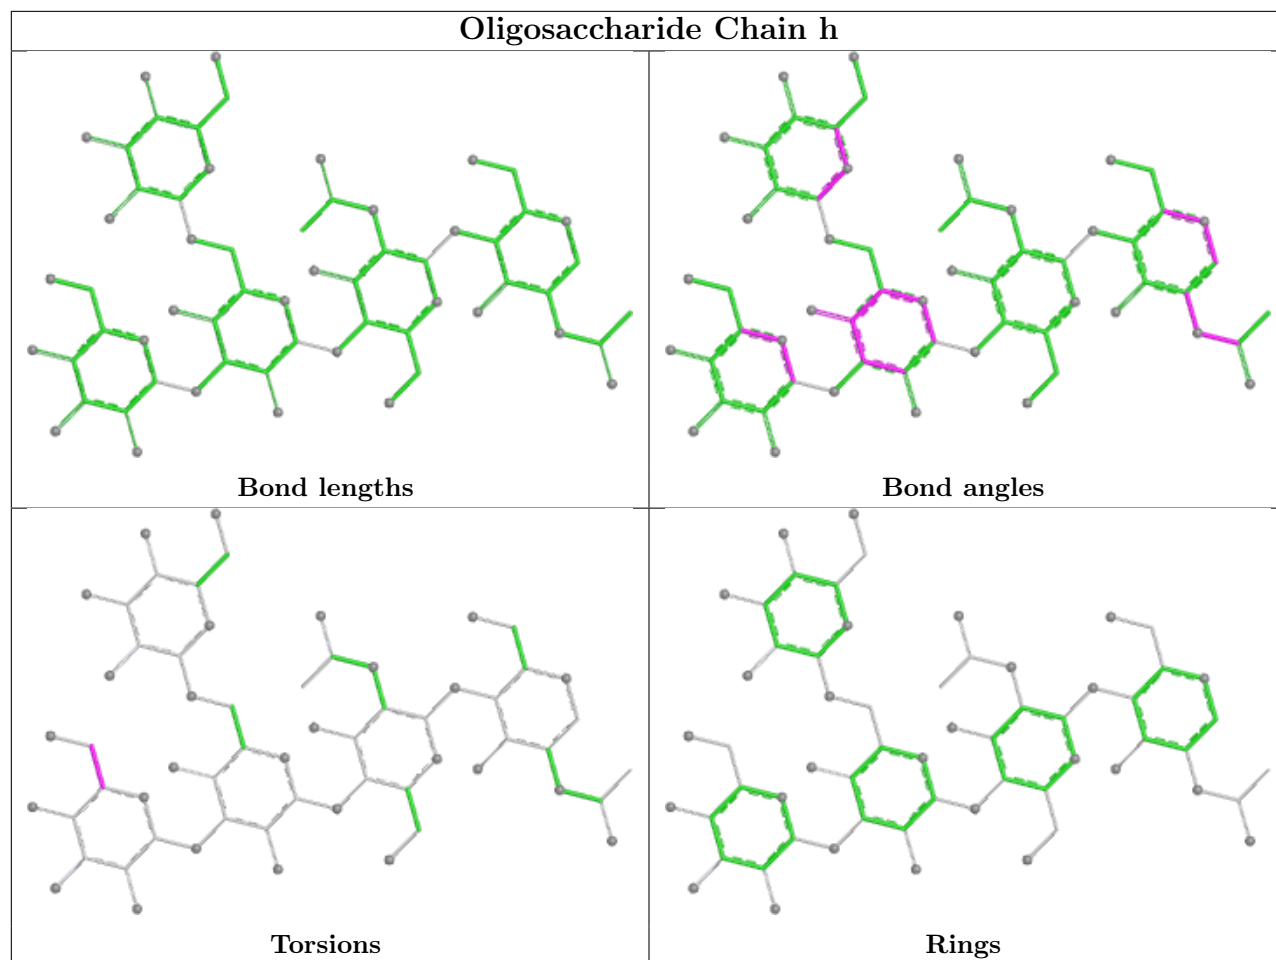 Oligosaccharide Chain h
Bond lengths
Bond angles
Torsions
Rings